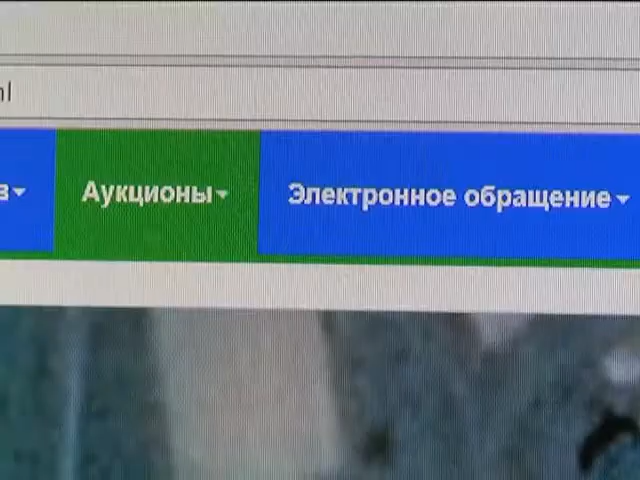 Аукционы
Электронное обращение